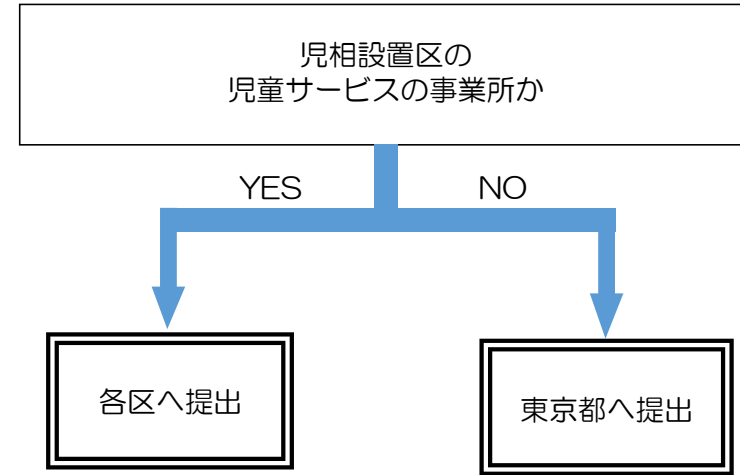 児相設置区の
児童サービスの事業所か
YES
NO
各区へ提出
東京都へ提出